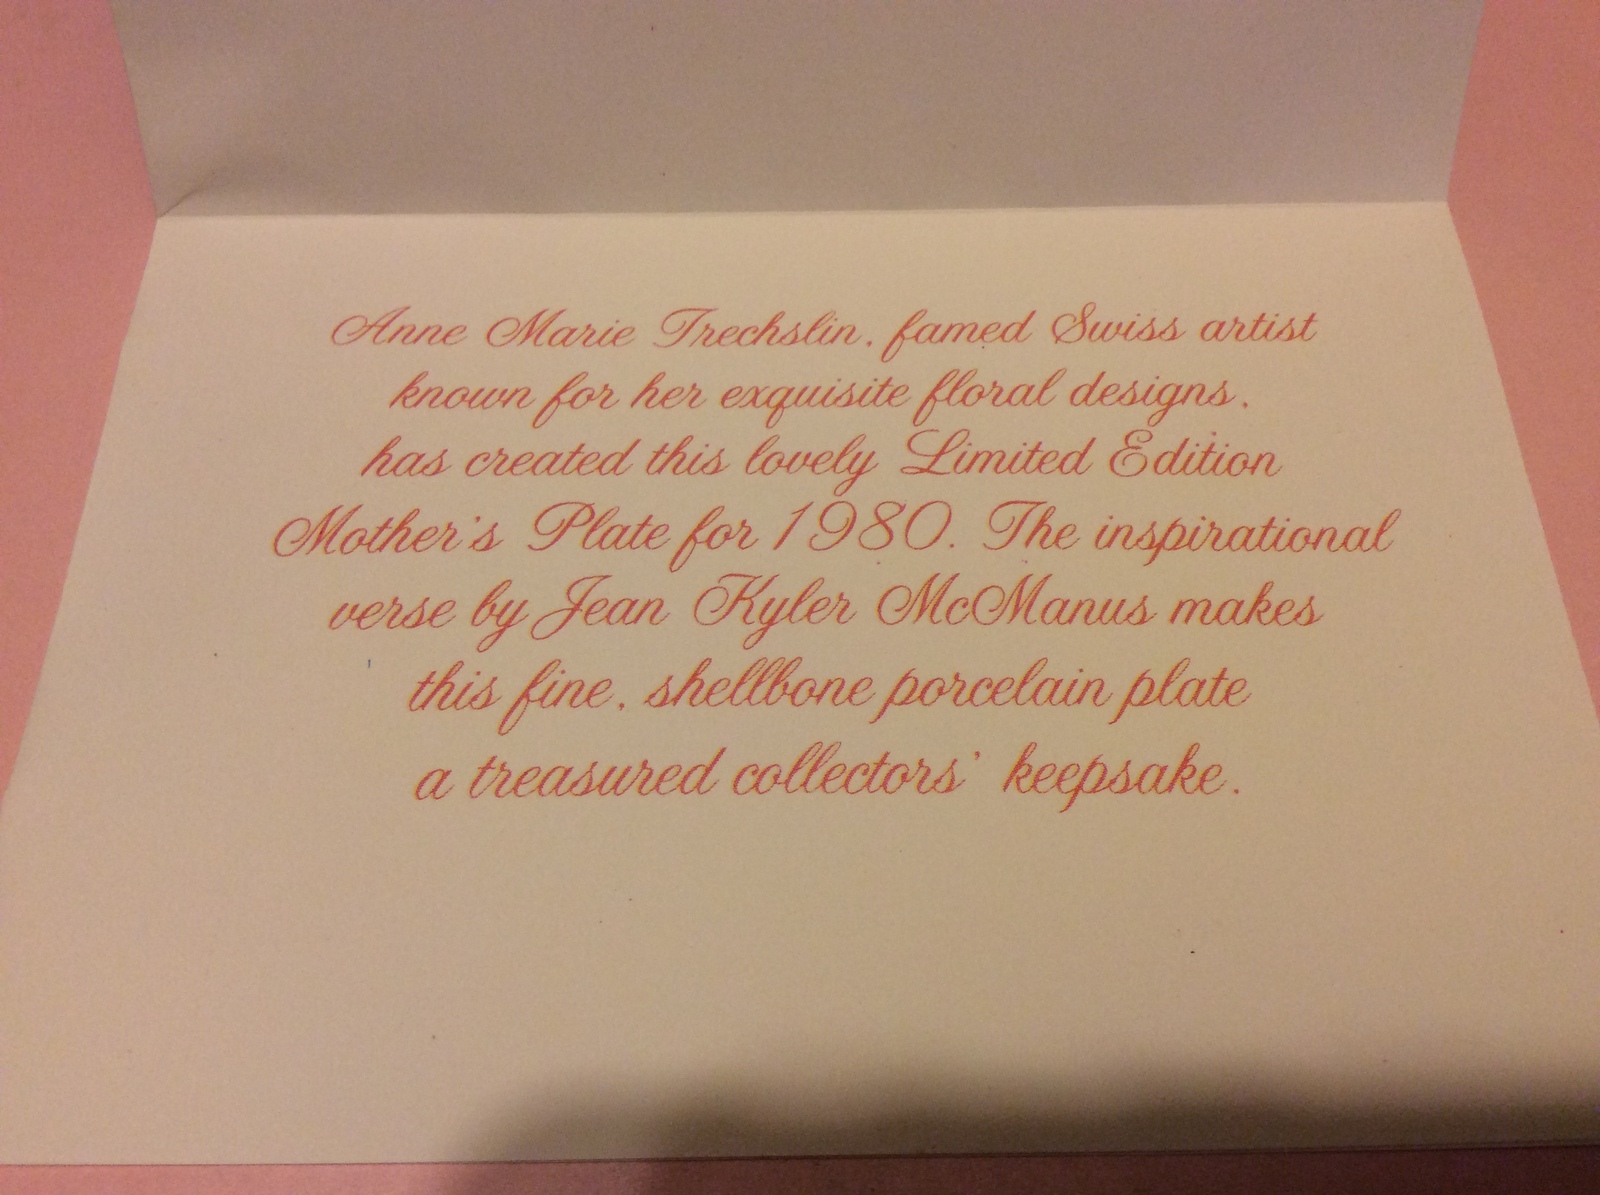 Anne Marie Trechslin, famed Swiss artist
known for her exquisite floral designs,
has created this lovely Limited Edition
Mother's Plate for 1980. The inspirational
verse by Jean Kyler McManus makes
this fine, shellbone porcelain plate
a treasured collectors' keepsake.